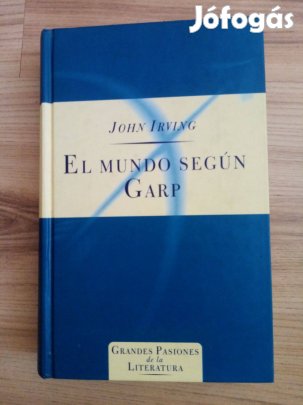 Jófogás
JOHN IRVING
EL MUNDO SEGÚN
GARP
GRANDES PASIONES
de la
LITERATURA